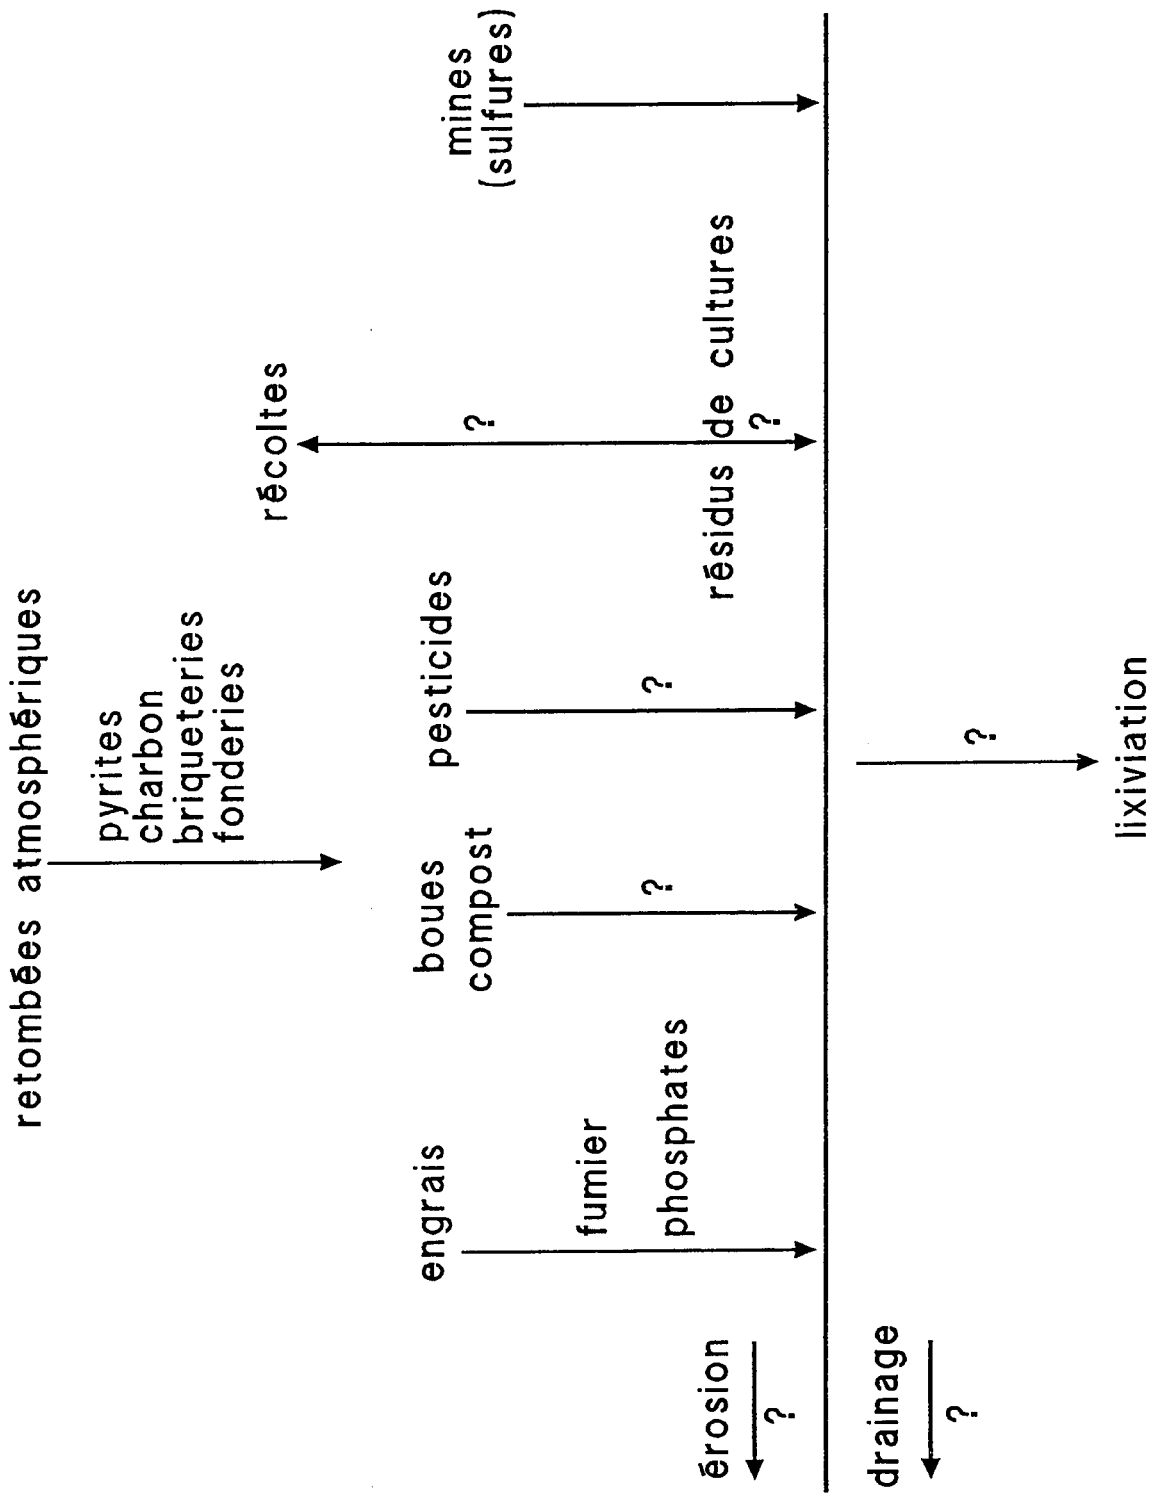 retombées atmosphériques
pyrites
charbon
briqueteries
fonderies
récoltes
?
engrais
fumier
phosphates
boues
compost
?
pesticides
?
mines
(sulfures)
résidus de cultures
?
érosion
?
drainage
?
?
lixiviation